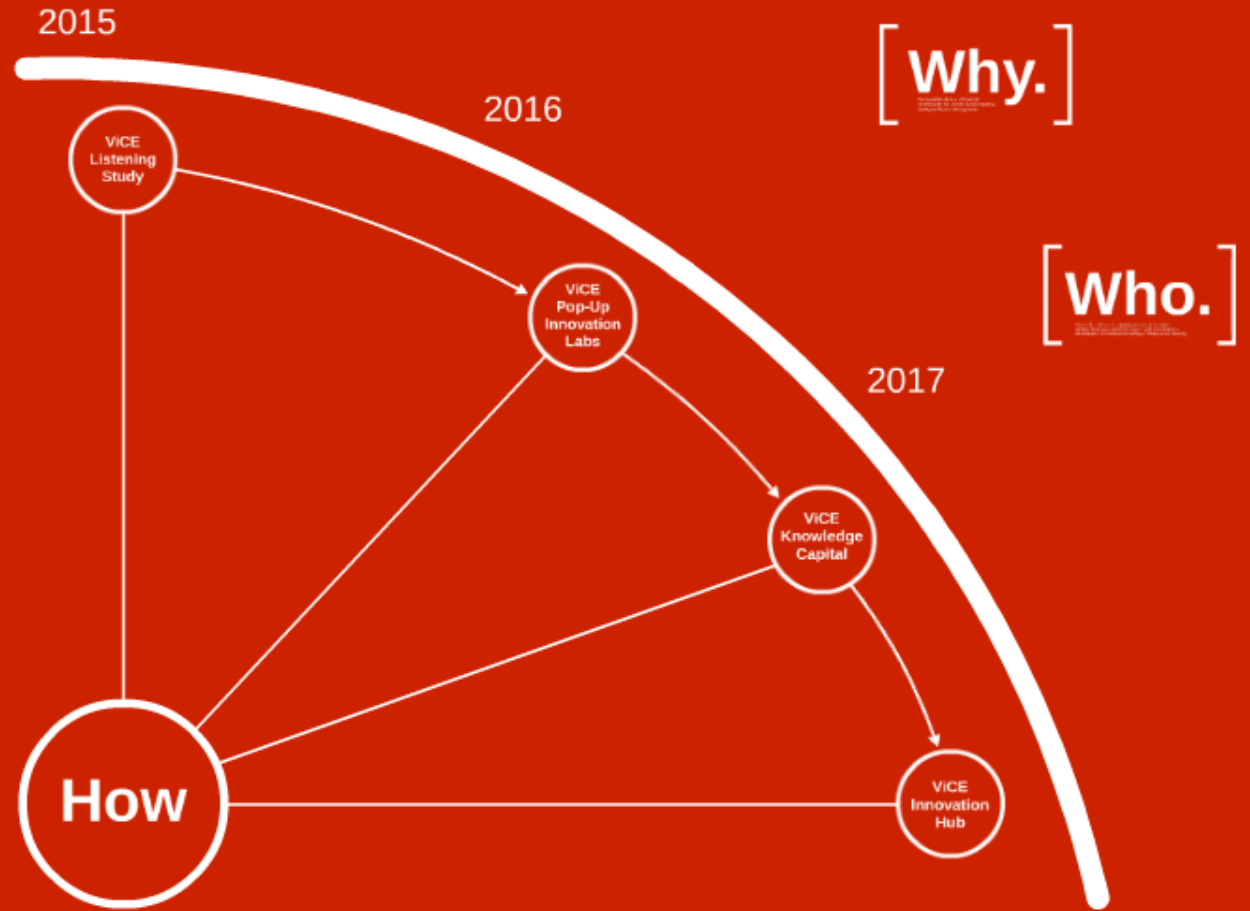 2015
[Why.]
2016
ViCE
Listening
Study
[Who.]
ViCE
Pop-Up
Innovation
Labs
2017
ViCE
Knowledge
Capital
How
ViCE
Innovation
Hub